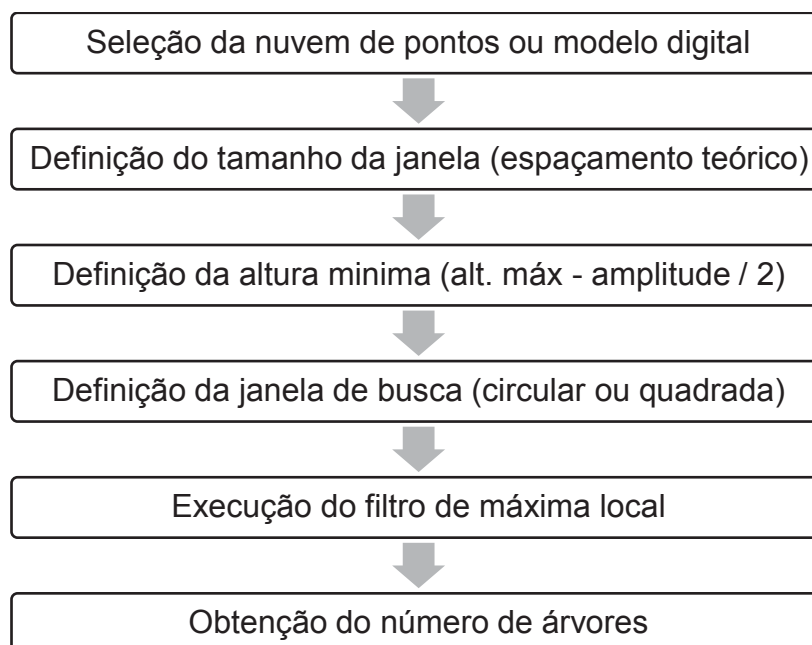 Seleção da nuvem de pontos ou modelo digital
Definição do tamanho da janela (espaçamento teórico)
Definição da altura minima (alt. máx - amplitude / 2)
Definição da janela de busca (circular ou quadrada)
Execução do filtro de máxima local
Obtenção do número de árvores